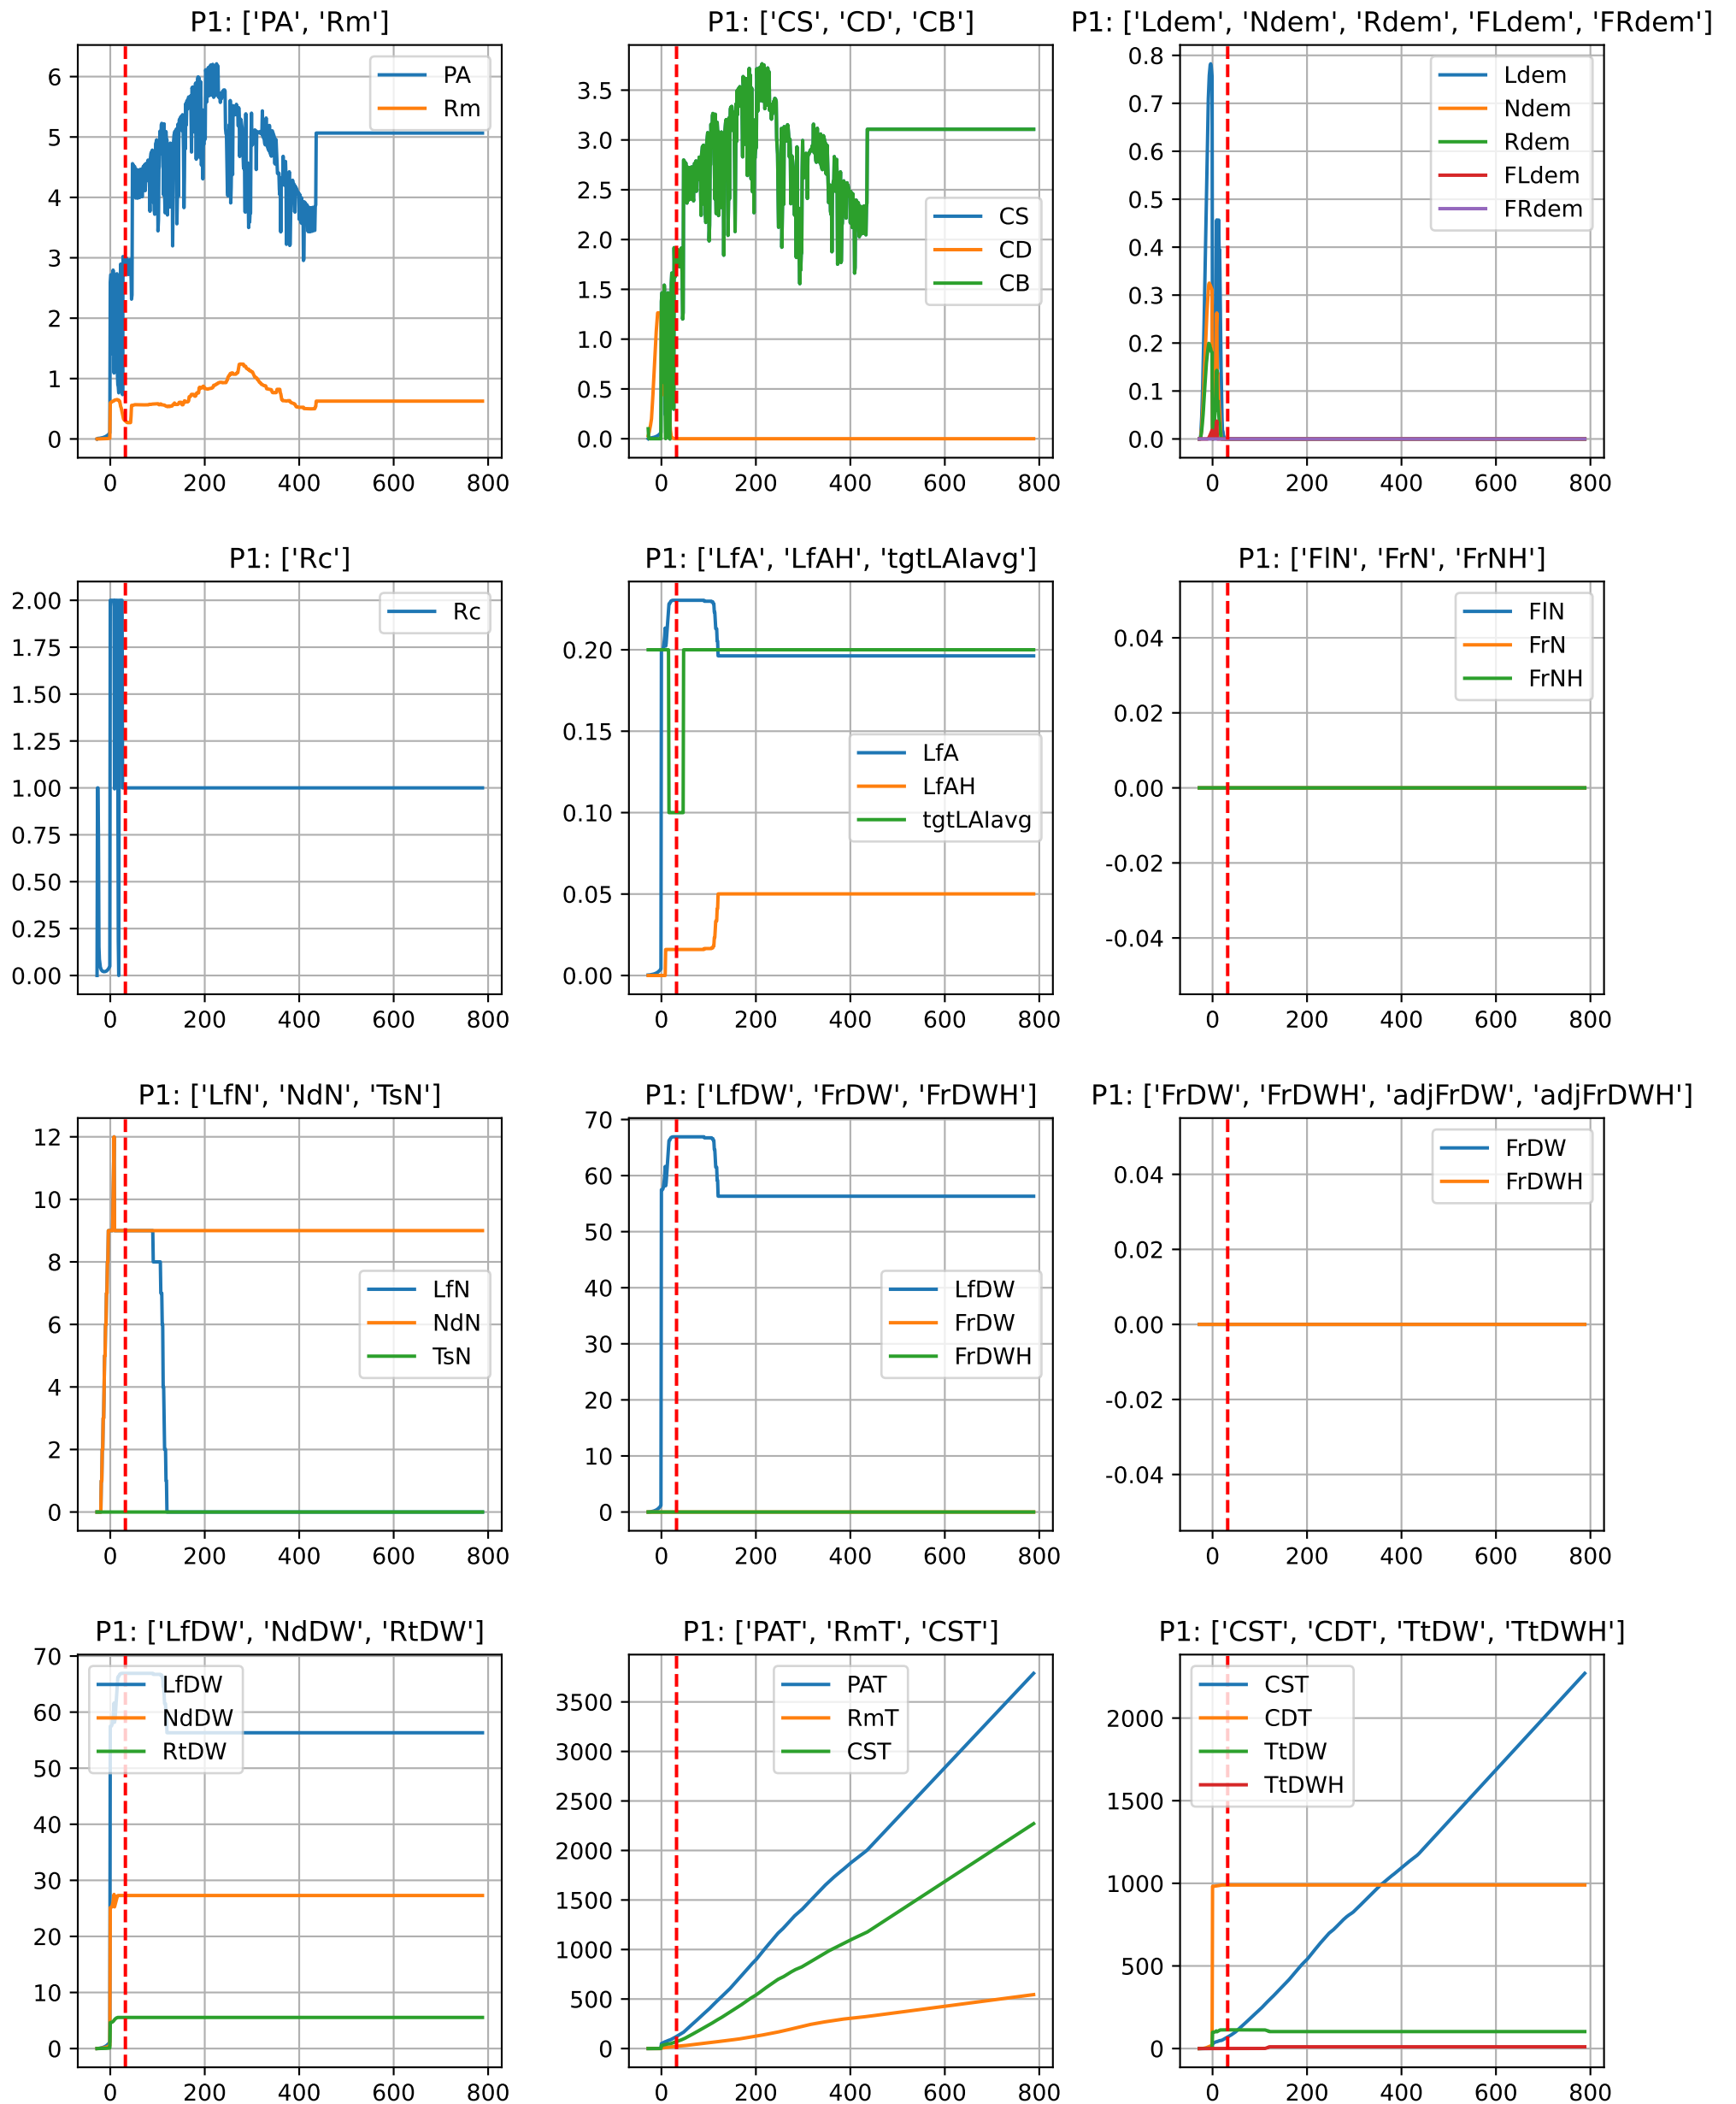 P1: ['PA', 'Rm']
6
5
4
3
2
1
0
PA
Rm
0 200 400 600 800
P1: ['CS', 'CD', 'CB']
3.5
3.0
2.5
2.0
1.5
1.0
0.5
0.0
CS
CD
CB
0 200 400 600 800
P1: ['Ldem', 'Ndem', 'Rdem', 'FLdem', 'FRdem']
0.8
0.7
0.6
0.5
0.4
0.3
0.2
0.1
0.0
Ldem
Ndem
Rdem
FLdem
FRdem
0 200 400 600 800
P1: ['Rc']
2.00
1.75
1.50
1.25
1.00
0.75
0.50
0.25
0.00
Rc
0 200 400 600 800
P1: ['LfA', 'LfAH', 'tgtLAIavg']
0.20
0.15
0.10
0.05
0.00
LfA
LfAH
tgtLAIavg
0 200 400 600 800
P1: ['FlN', 'FrN', 'FrNH']
0.04
0.02
0.00
-0.02
-0.04
FlN
FrN
FrNH
0 200 400 600 800
P1: ['LfN', 'NdN', 'TsN']
12
10
8
6
4
2
0
LfN
NdN
TsN
0 200 400 600 800
P1: ['LfDW', 'FrDW', 'FrDWH']
70
60
50
40
30
20
10
0
LfDW
FrDW
FrDWH
0 200 400 600 800
P1: ['FrDW', 'FrDWH', 'adjFrDW', 'adjFrDWH']
0.04
0.02
0.00
-0.02
-0.04
FrDW
FrDWH
0 200 400 600 800
P1: ['LfDW', 'NdDW', 'RtDW']
70
60
50
40
30
20
10
0
LfDW
NdDW
RtDW
0 200 400 600 800
P1: ['PAT', 'RmT', 'CST']
3500
3000
2500
2000
1500
1000
500
0
PAT
RmT
CST
0 200 400 600 800
P1: ['CST', 'CDT', 'TtDW', 'TtDWH']
2000
1500
1000
500
0
CST
CDT
TtDW
TtDWH
0 200 400 600 800